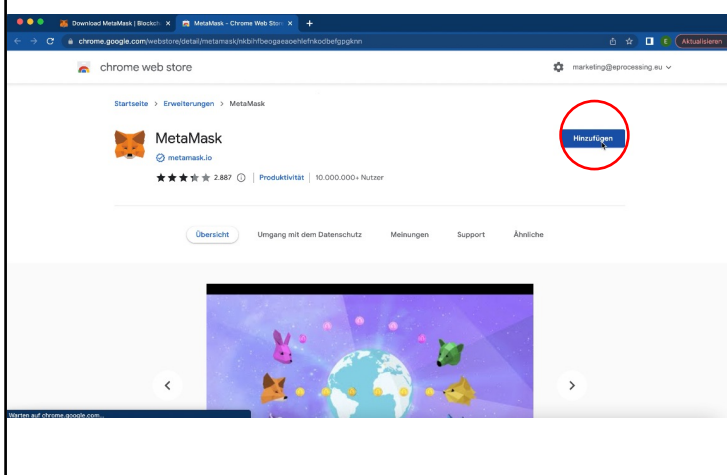 Download MetaMask | Blockch
MetaMask - Chrome Web Stor
chrome.google.com/webstore/detail/metamask/nkbihfbeogaeaoehlefnkodbefgpgknn
E
Aktualisieren
chrome web store
marketing@eprocessing.eu
Startseite > Erweiterungen > MetaMask
MetaMask
Hinzufügen
metamask.io
2.887 Produktivität 10.000.000+ Nutzer
Übersicht Umgang mit dem Datenschutz Meinungen Support Ähnliche
Warten auf chrome.google.com...